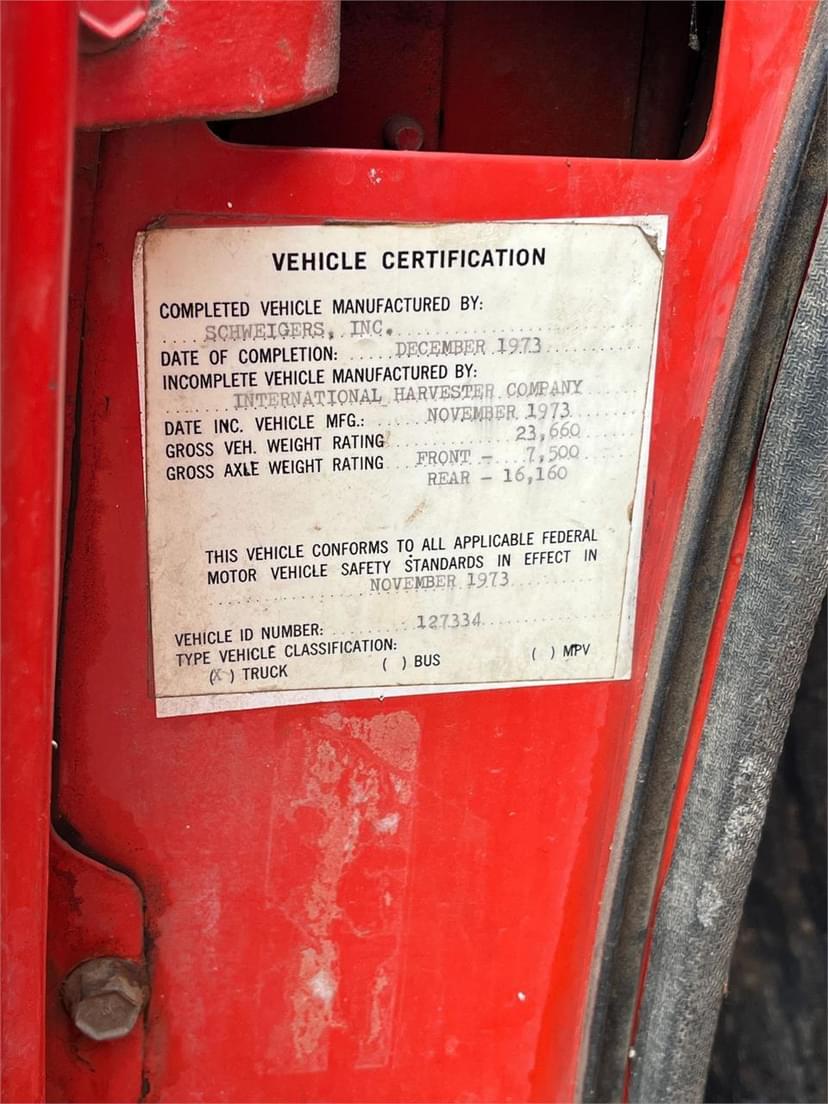 VEHICLE CERTIFICATION
COMPLETED VEHICLE MANUFACTURED BY:
SCHWEIGERS, INC.
DATE OF COMPLETION: DECEMBER 1973
INCOMPLETE VEHICLE MANUFACTURED BY:
INTERNATIONAL HARVESTER COMPANY
DATE INC. VEHICLE MFG.: NOVEMBER 1973
GROSS VEH. WEIGHT RATING 23,660
GROSS AXLE WEIGHT RATING FRONT - 7,500
REAR - 16,160
THIS VEHICLE CONFORMS TO ALL APPLICABLE FEDERAL
MOTOR VEHICLE SAFETY STANDARDS IN EFFECT IN
NOVEMBER 1973
VEHICLE ID NUMBER: 127334
TYPE VEHICLE CLASSIFICATION:
(X) TRUCK ( ) BUS ( ) MPV